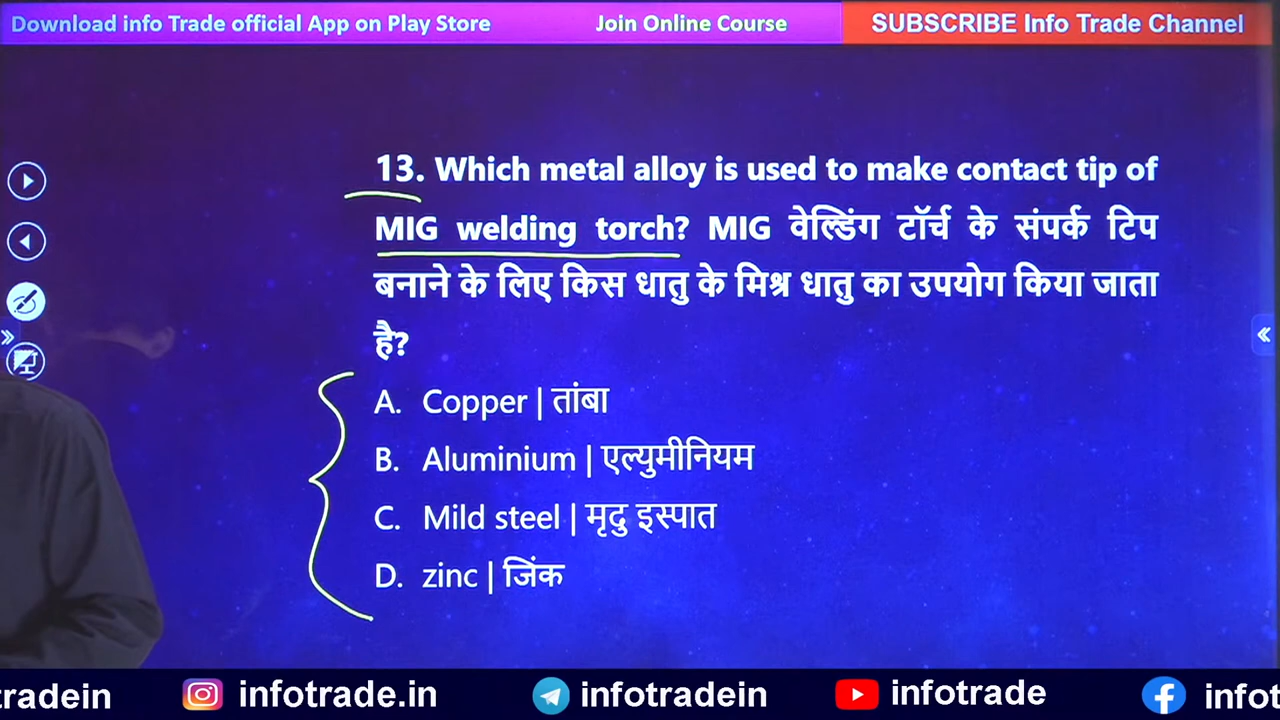 Download info Trade official App on Play Store
Join Online Course
SUBSCRIBE Info Trade Channel
13. Which metal alloy is used to make contact tip of
MIG welding torch? MIG वेल्डिंग टॉर्च के संपर्क टिप
बनाने के लिए किस धातु के मिश्र धातु का उपयोग किया जाता
है?
A. Copper | तांबा
B. Aluminium | एल्युमीनियम
C. Mild steel | मृदु इस्पात
D. zinc | जिंक
tradein
infotrade.in
infotradein
infotrade
infot